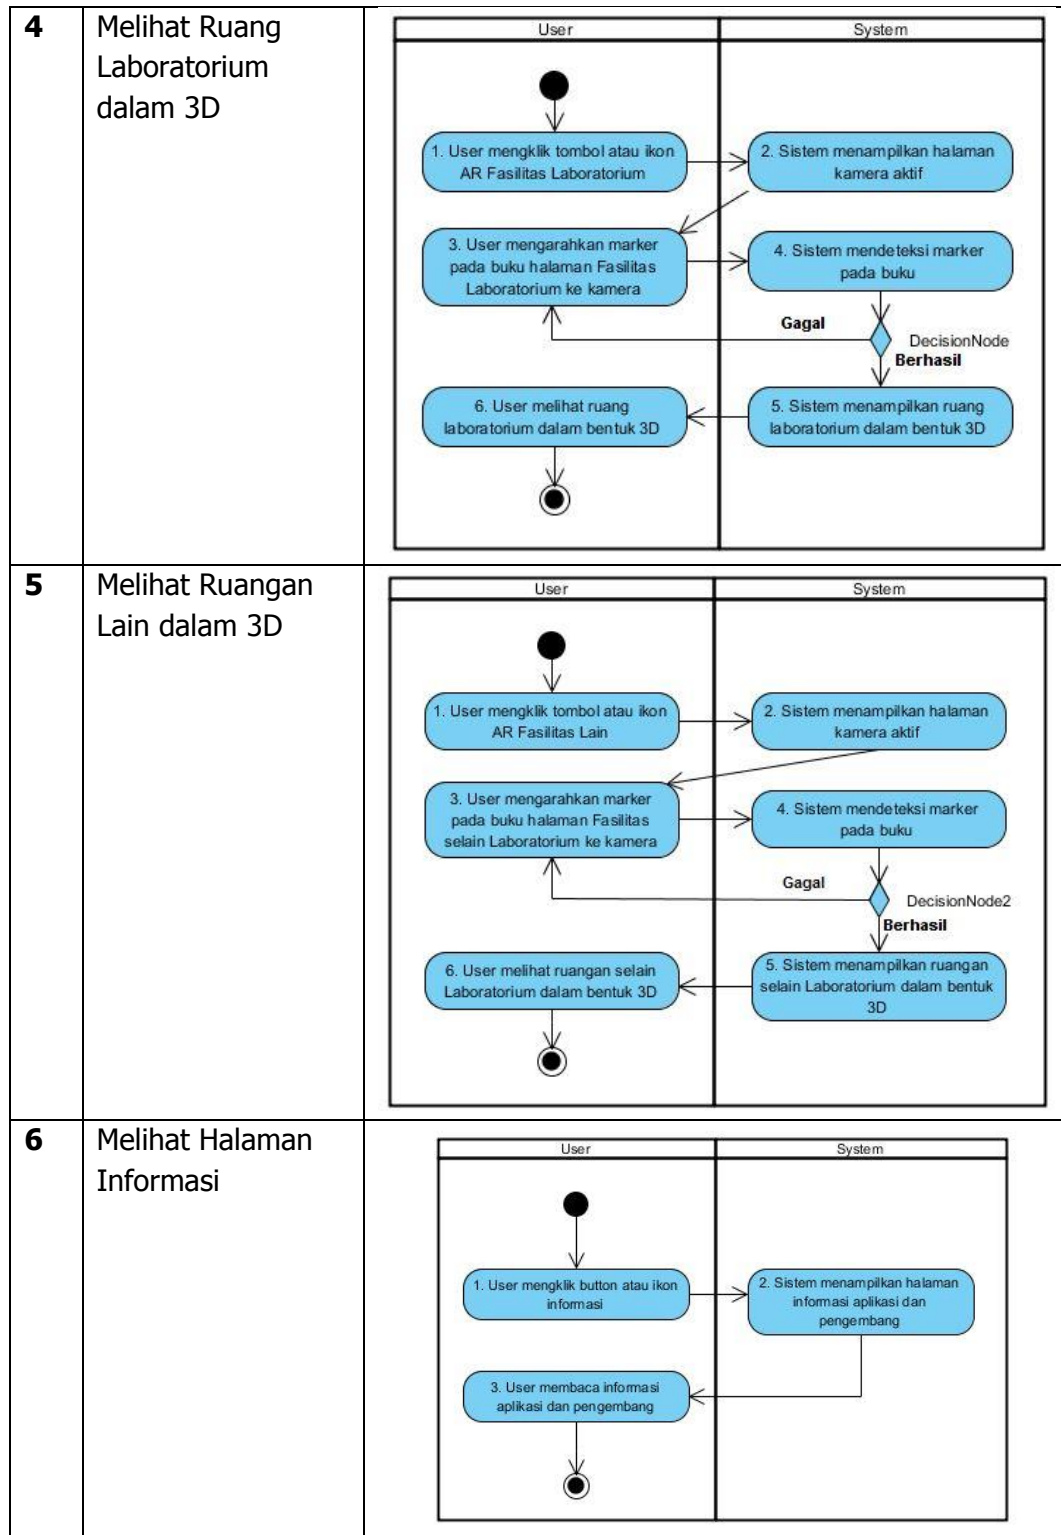 4
Melihat Ruang
Laboratorium
dalam 3D
User
System
1. User mengklik tombol atau ikon
AR Fasilitas Laboratorium
2. Sistem menampilkan halaman
kamera aktif
3. User mengarahkan marker
pada buku halaman Fasilitas
Laboratorium ke kamera
4. Sistem mendeteksi marker
pada buku
Gagal
DecisionNode
Berhasil
6. User melihat ruang
laboratorium dalam bentuk 3D
5. Sistem menampilkan ruang
laboratorium dalam bentuk 3D
5
Melihat Ruangan
Lain dalam 3D
User
System
1. User mengklik tombol atau ikon
AR Fasilitas Lain
2. Sistem menampilkan halaman
kamera aktif
3. User mengarahkan marker
pada buku halaman Fasilitas
selain Laboratorium ke kamera
4. Sistem mendeteksi marker
pada buku
Gagal
DecisionNode2
Berhasil
6. User melihat ruangan selain
Laboratorium dalam bentuk 3D
5. Sistem menampilkan ruangan
selain Laboratorium dalam bentuk
3D
6
Melihat Halaman
Informasi
User
System
1. User mengklik button atau ikon
informasi
2. Sistem menampilkan halaman
informasi aplikasi dan
pengembang
3. User membaca informasi
aplikasi dan pengembang